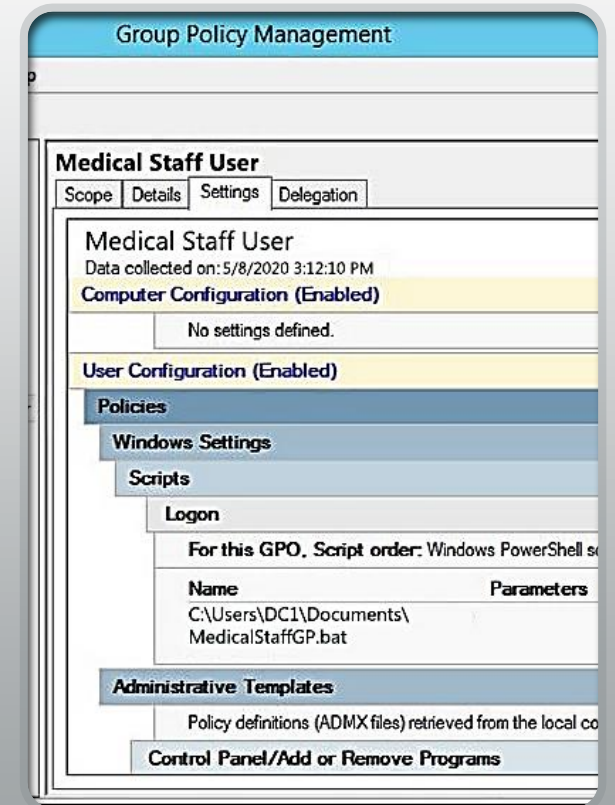 Group Policy Management
p
Medical Staff User
Scope Details Settings Delegation
Medical Staff User
Data collected on: 5/8/2020 3:12:10 PM
Computer Configuration (Enabled)
No settings defined.
User Configuration (Enabled)
Policies
Windows Settings
Scripts
Logon
For this GPO, Script order: Windows PowerShell sc
Name Parameters
C:\Users\DC1\Documents\
MedicalStaffGP.bat
Administrative Templates
Policy definitions (ADMX files) retrieved from the local co
Control Panel/Add or Remove Programs